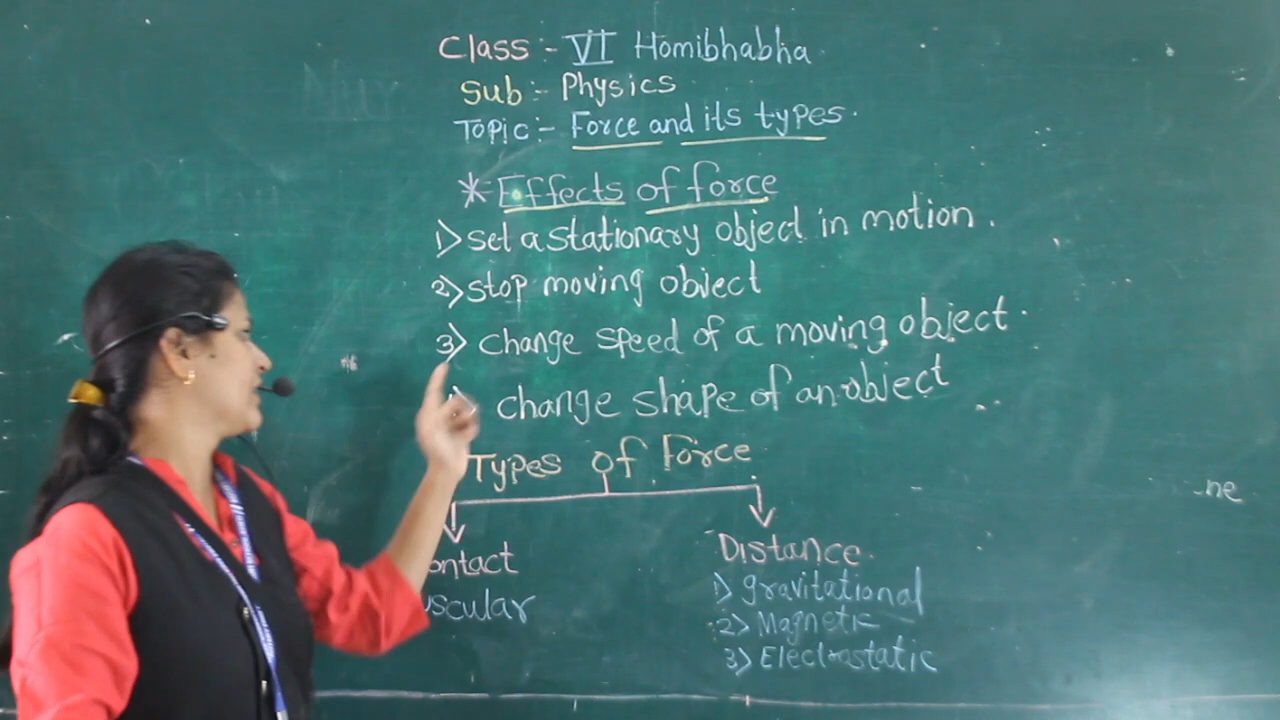 Class :- VI Homibhabha
Sub :- Physics
Topic :- Force and its types.
* Effects of force
1) set a stationary object in motion.
2) stop moving object
3) change speed of a moving object.
change shape of an object
Types of Force
ontact
uscular
Distance.
1) gravitational
2) Magnetic
3) Electrostatic
ne